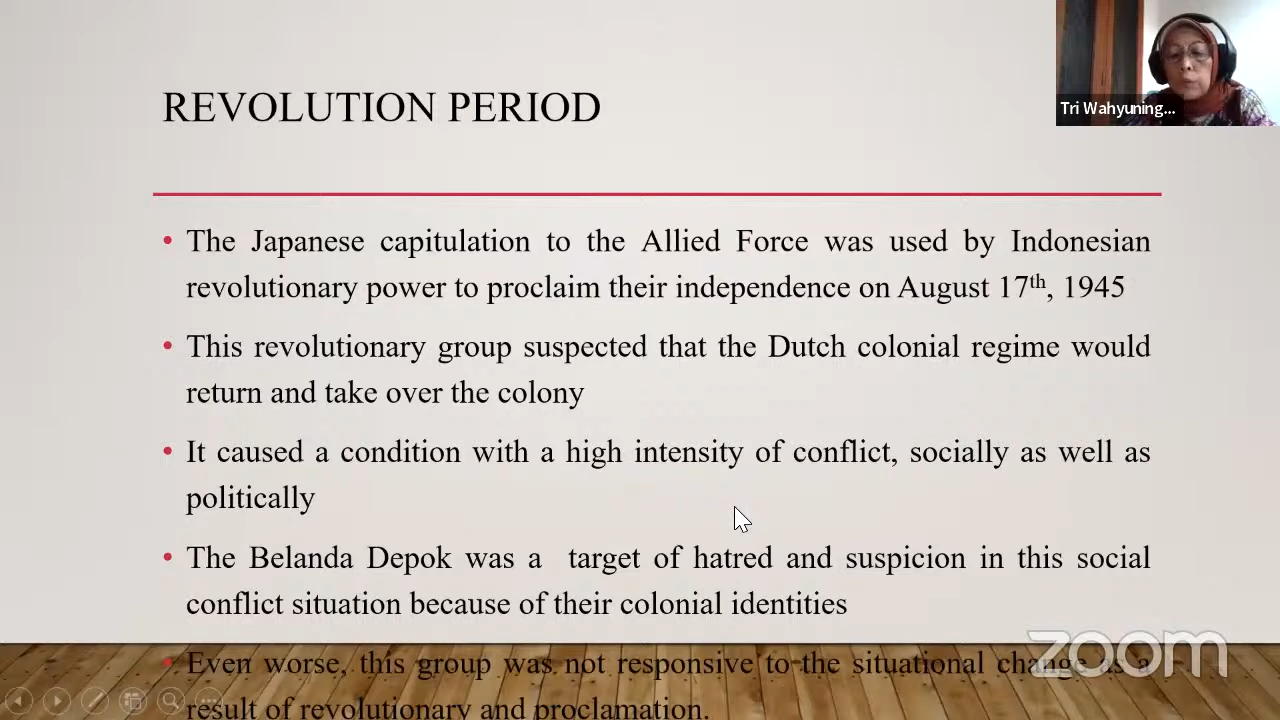 REVOLUTION PERIOD
Tri Wahyuning...
• The Japanese capitulation to the Allied Force was used by Indonesian
revolutionary power to proclaim their independence on August 17th, 1945
• This revolutionary group suspected that the Dutch colonial regime would
return and take over the colony
• It caused a condition with a high intensity of conflict, socially as well as
politically
• The Belanda Depok was a target of hatred and suspicion in this social
conflict situation because of their colonial identities
• Even worse, this group was not responsive to the situational change as a
result of revolutionary and proclamation.
zoom